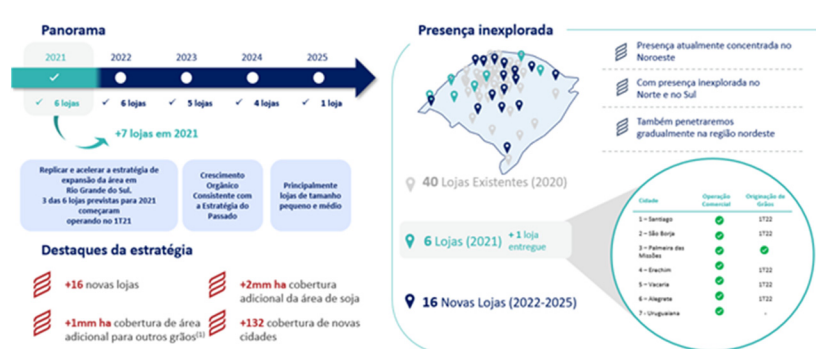 Panorama
2021 2022 2023 2024 2025
6 lojas 6 lojas 5 lojas 4 lojas 1 loja
+7 lojas em 2021
Replicar e acelerar a estratégia de
expansão da área em
Rio Grande do Sul.
3 das 6 lojas previstas para 2021
começaram
operando no 1T21
Crescimento
Orgânico
Consistente com
a Estratégia do
Passado
Principalmente
lojas de tamanho
pequeno e médio
Destaques da estratégia
+16 novas lojas
+2mm ha cobertura
adicional da área de soja
+1mm ha cobertura de área
adicional para outros grãos(1)
+132 cobertura de novas
cidades
Presença inexplorada
Presença atualmente concentrada no
Noroeste
Com presença inexplorada no
Norte e no Sul
Também penetraremos
gradualmente na região nordeste
40 Lojas Existentes (2020)
6 Lojas (2021) + 1 loja
entregue
16 Novas Lojas (2022-2025)
Cidade Operação Comercial Originação de Grãos
1 – Santiago 1T22
2 – São Borja 1T22
3 – Palmeira das
Missões
4 – Erechim 1T22
5 – Vacaria 1T22
6 – Alegrete 1T22
7 - Uruguaiana -